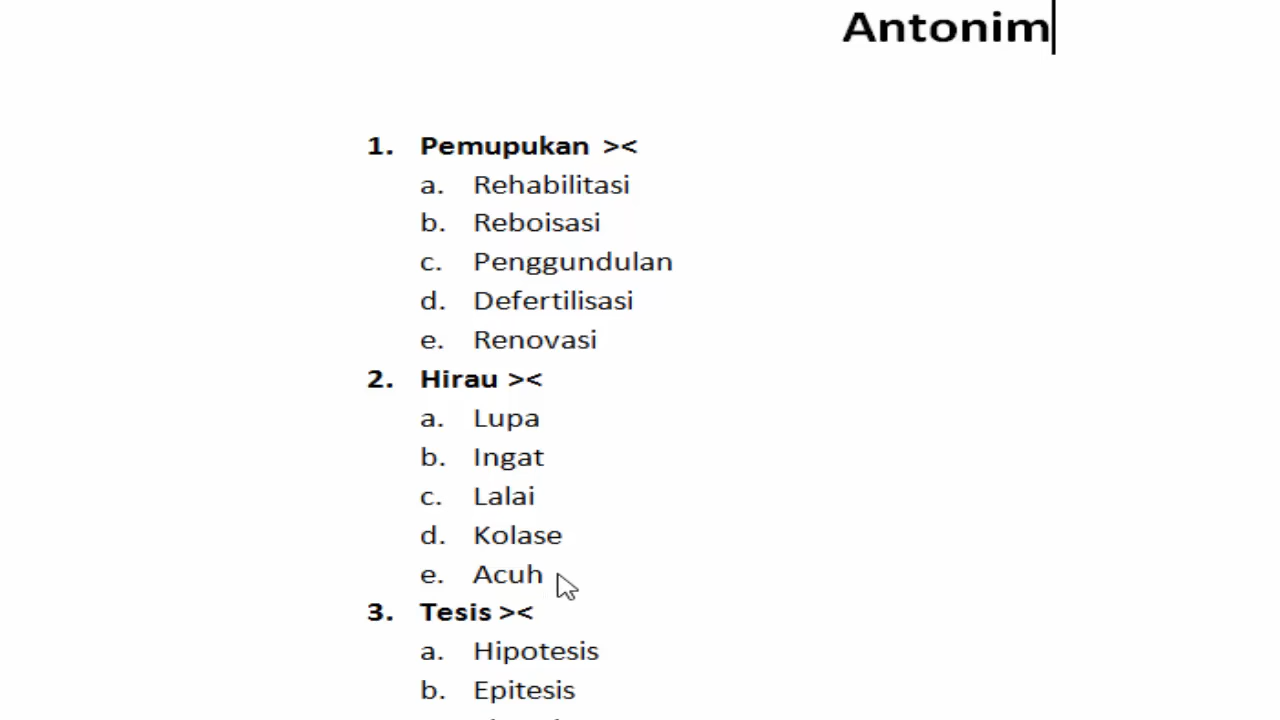 Antonim
1. Pemupukan ><
a. Rehabilitasi
b. Reboisasi
c. Penggundulan
d. Defertilisasi
e. Renovasi
2. Hirau ><
a. Lupa
b. Ingat
c. Lalai
d. Kolase
e. Acuh
3. Tesis ><
a. Hipotesis
b. Epitesis